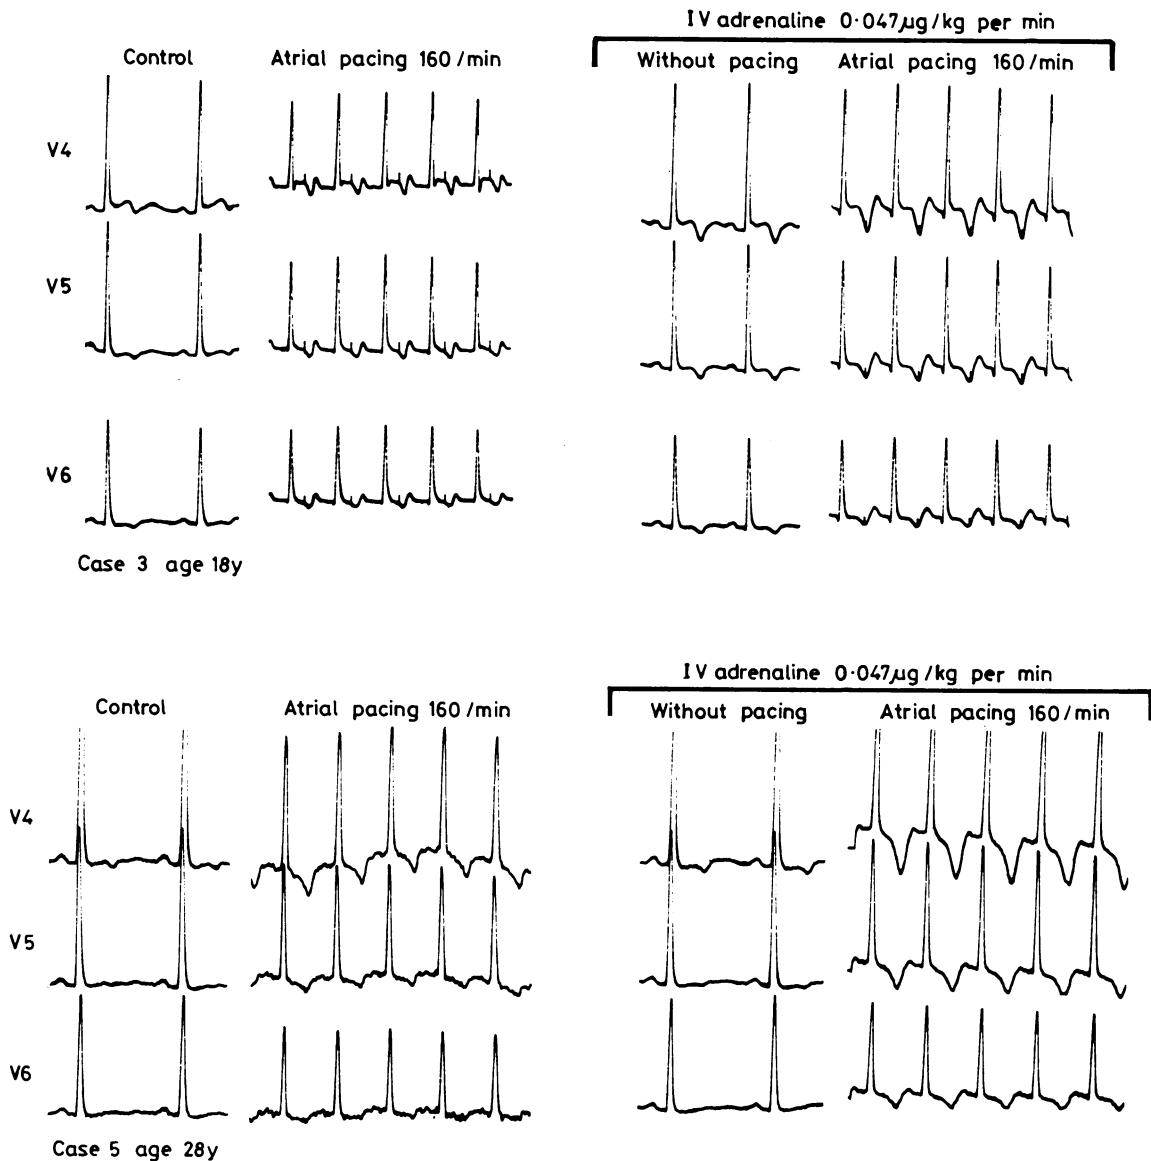 IV adrenaline 0·047µg/kg per min
Control Atrial pacing 160/min Without pacing Atrial pacing 160/min
V4
V5
V6
Case 3 age 18y
IV adrenaline 0·047µg/kg per min
Control Atrial pacing 160/min Without pacing Atrial pacing 160/min
V4
V5
V6
Case 5 age 28y